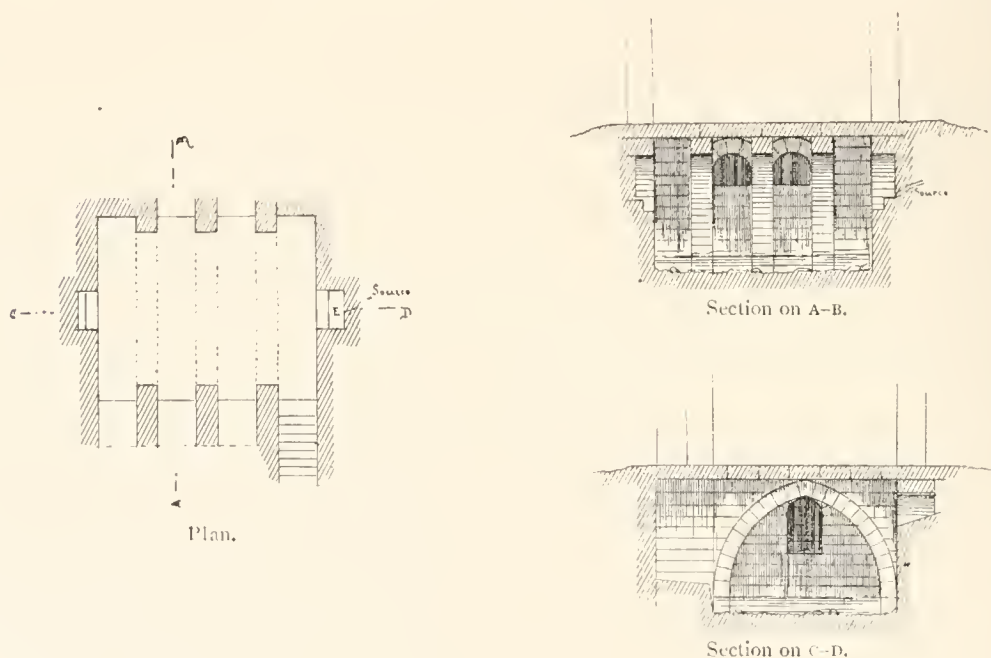 Source
C
E
D
A
Plan.
Source
Section on A-B.
Section on C-D.